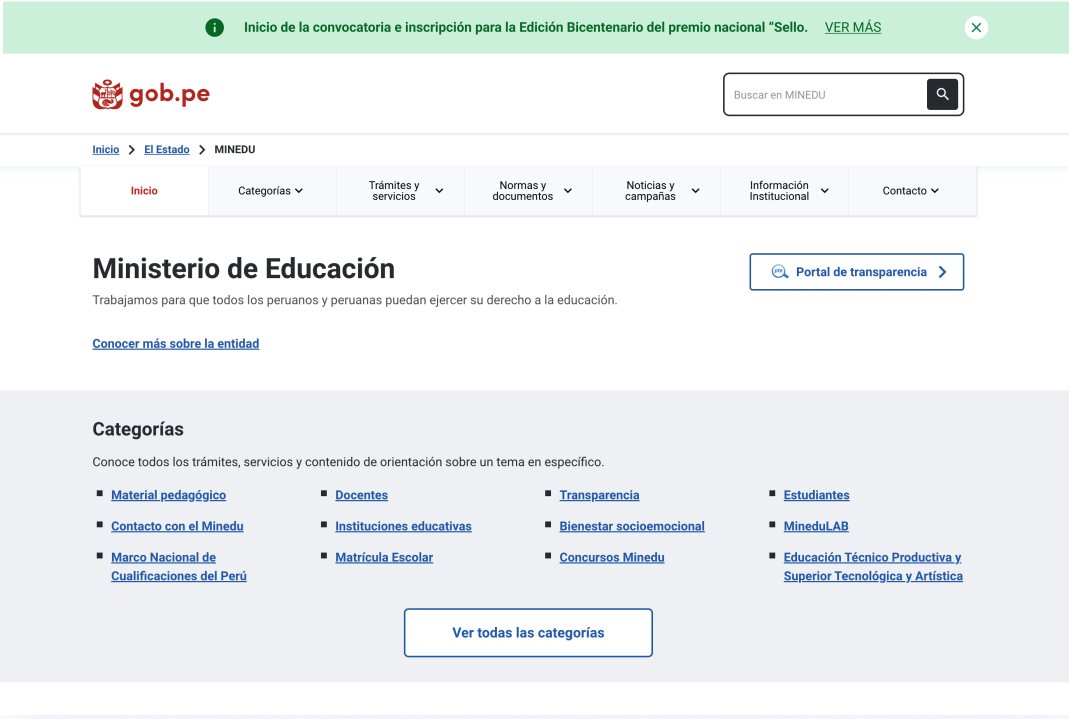 Inicio de la convocatoria e inscripción para la Edición Bicentenario del premio nacional “Sello. VER MÁS
gob.pe
Buscar en MINEDU
Inicio > El Estado > MINEDU
Inicio
Categorías
Trámites y
servicios
Normas y
documentos
Noticias y
campañas
Información
Institucional
Contacto
Ministerio de Educación
Portal de transparencia
Trabajamos para que todos los peruanos y peruanas puedan ejercer su derecho a la educación.
Conocer más sobre la entidad
Categorías
Conoce todos los trámites, servicios y contenido de orientación sobre un tema en específico.
Material pedagógico
Docentes
Transparencia
Estudiantes
Contacto con el Minedu
Instituciones educativas
Bienestar socioemocional
MineduLAB
Marco Nacional de
Cualificaciones del Perú
Matrícula Escolar
Concursos Minedu
Educación Técnico Productiva y
Superior Tecnológica y Artística
Ver todas las categorías